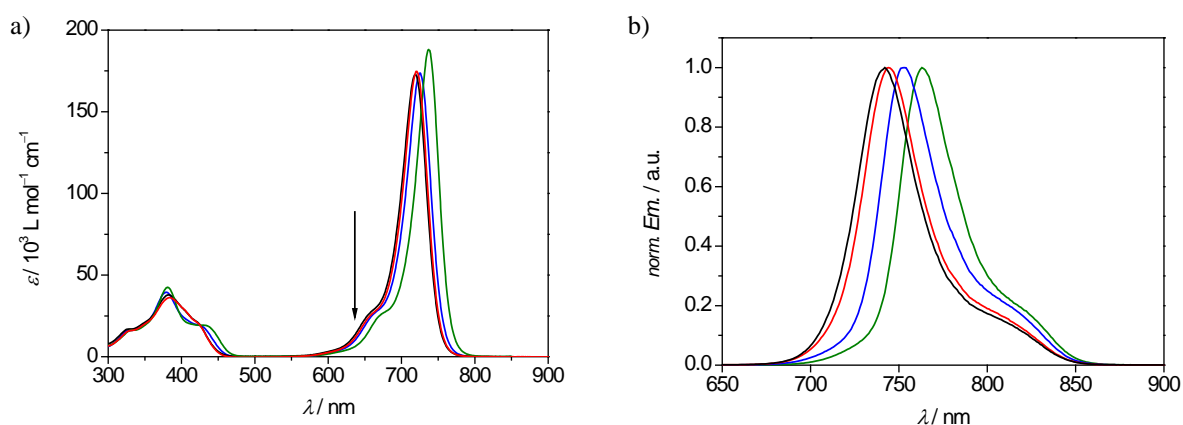 a)
200
150
100
50
0
300 400 500 600 700 800 900
ε / 10³ L mol⁻¹ cm⁻¹
λ / nm
b)
1.0
0.8
0.6
0.4
0.2
0.0
650 700 750 800 850 900
norm. Em. / a.u.
λ / nm